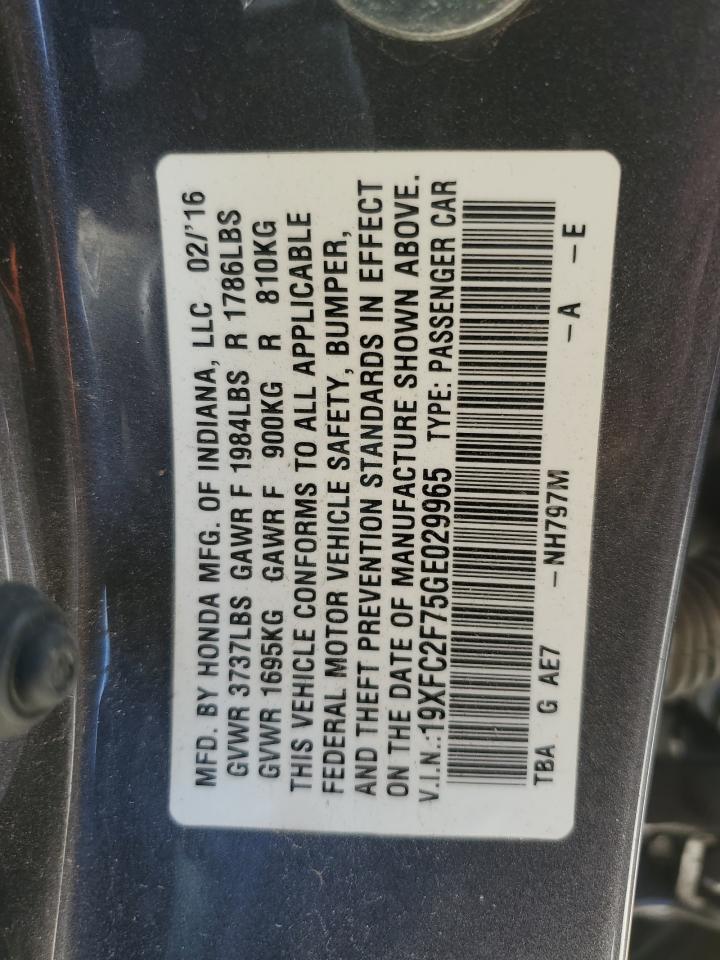 MFD. BY HONDA MFG. OF INDIANA, LLC 02/'16
GVWR 3737LBS GAWR F 1984LBS R 1786LBS
GVWR 1695KG GAWR F 900KG R 810KG
THIS VEHICLE CONFORMS TO ALL APPLICABLE
FEDERAL MOTOR VEHICLE SAFETY, BUMPER,
AND THEFT PREVENTION STANDARDS IN EFFECT
ON THE DATE OF MANUFACTURE SHOWN ABOVE.
V.I.N.:19XFC2F75GE029965 TYPE: PASSENGER CAR
TBA G AE7 -NH797M -A -E